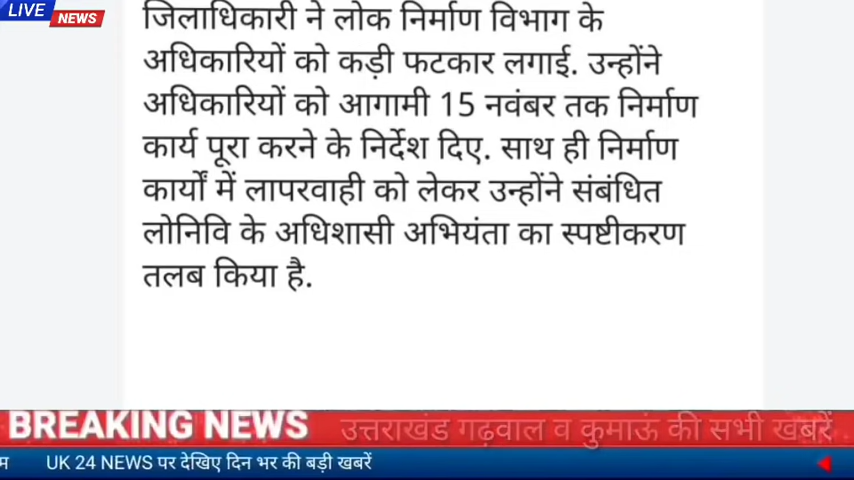 LIVE
NEWS
जिलाधिकारी ने लोक निर्माण विभाग के
अधिकारियों को कड़ी फटकार लगाई. उन्होंने
अधिकारियों को आगामी 15 नवंबर तक निर्माण
कार्य पूरा करने के निर्देश दिए. साथ ही निर्माण
कार्यों में लापरवाही को लेकर उन्होंने संबंधित
लोनिवि के अधिशासी अभियंता का स्पष्टीकरण
तलब किया है.
BREAKING NEWS उत्तराखंड गढ़वाल व कुमाऊं की सभी खबरें
म UK 24 NEWS पर देखिए दिन भर की बड़ी खबरें